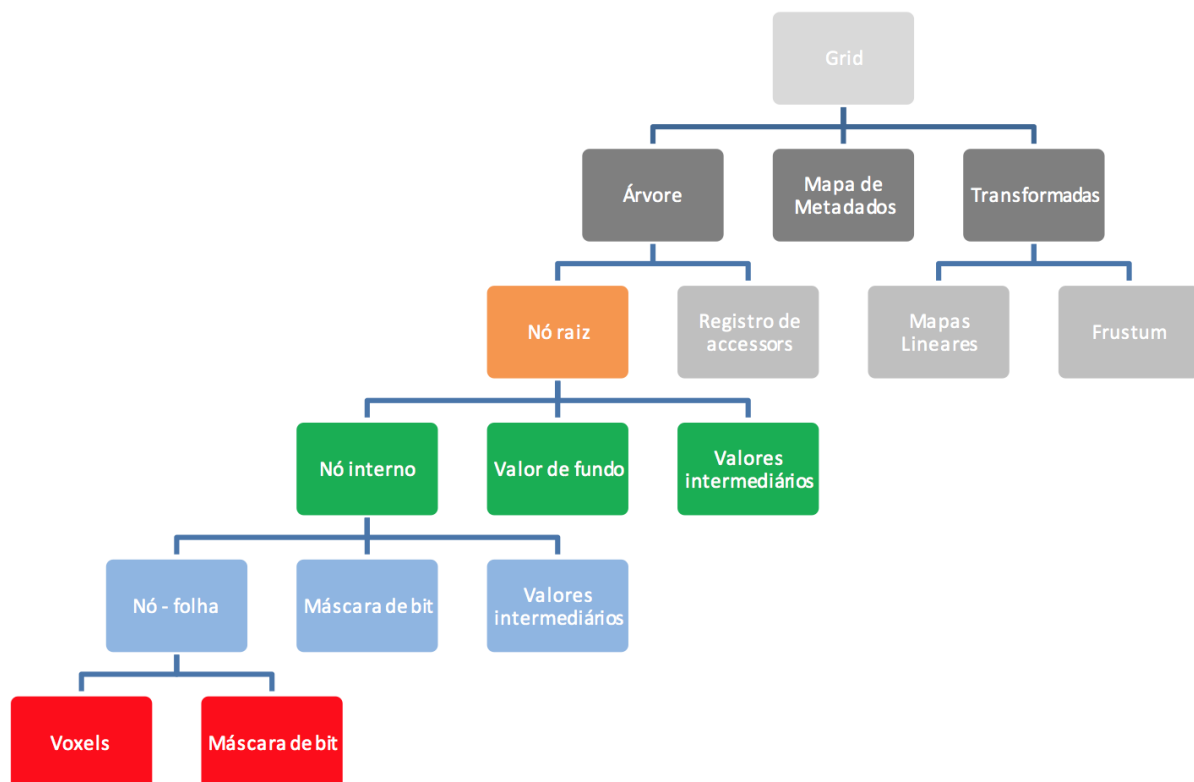 Grid
Árvore
Mapa de
Metadados
Transformadas
Nó raiz
Registro de
accessors
Mapas
Lineares
Frustum
Nó interno
Valor de fundo
Valores
intermediários
Nó - folha
Máscara de bit
Valores
intermediários
Voxels
Máscara de bit